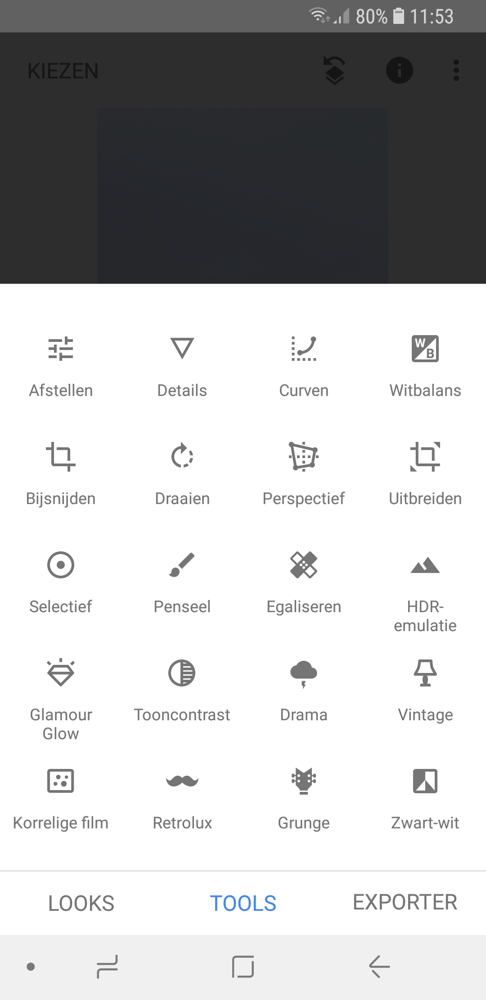 80% 11:53
KIEZEN
Afstellen Details Curven Witbalans
Bijsnijden Draaien Perspectief Uitbreiden
Selectief Penseel Egaliseren HDR-
emulatie
Glamour Tooncontrast Drama Vintage
Glow
Korrelige film Retrolux Grunge Zwart-wit
LOOKS TOOLS EXPORTER